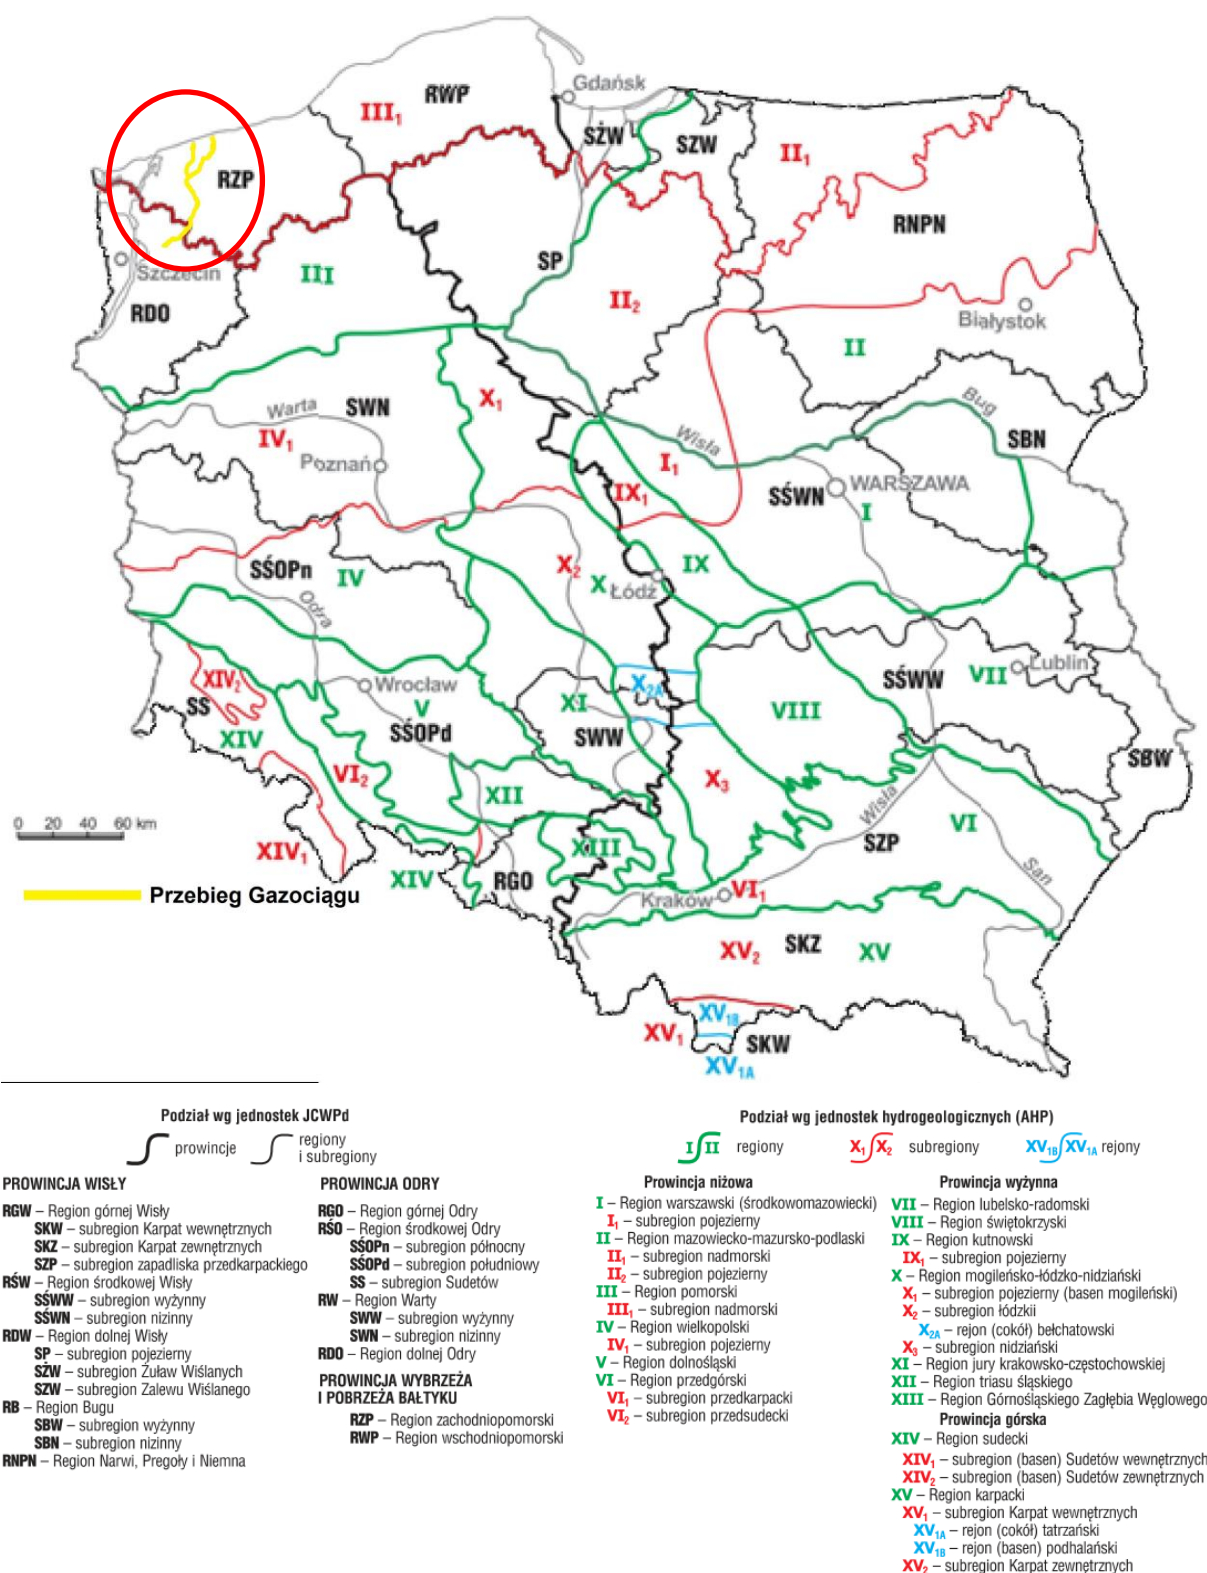 Gdańsk
RWP
III₁
SŻW
SZW
II₁
RZP
RNPN
SP
Szczecin
III
II₂
RDO
Białystok
II
X₁
Warta
SWN
Bug
Wisła
SBN
IV₁
Poznań
I₁
WARSZAWA
IX₁
SŚWN
I
X₂
IX
SŚOPn
IV
X
Łódź
Odra
Lublin
XIV₂
Wrocław
X₂A
SŚWW
VII
SS
V
XI
VIII
XIV
SŚOPd
SWW
SBW
VI₂
X₃
XII
Wisła
0 20 40 60 km
VI
SZP
XIV₁
XIII
San
XIV
RGO
VI₁
Przebieg Gazociągu
Kraków
XV₂
SKZ
XV
XV₁B
XV₁
SKW
XV₁A
Podział wg jednostek JCWPd
prowincje
regiony
i subregiony
PROWINCJA WISŁY
RGW – Region górnej Wisły
SKW – subregion Karpat wewnętrznych
SKZ – subregion Karpat zewnętrznych
SZP – subregion zapadliska przedkarpackiego
RŚW – Region środkowej Wisły
SŚWW – subregion wyżynny
SŚWN – subregion nizinny
RDW – Region dolnej Wisły
SP – subregion pojezierny
SŻW – subregion Żuław Wiślanych
SZW – subregion Zalewu Wiślanego
RB – Region Bugu
SBW – subregion wyżynny
SBN – subregion nizinny
RNPN – Region Narwi, Pregoły i Niemna
PROWINCJA ODRY
RGO – Region górnej Odry
RŚO – Region środkowej Odry
SŚOPn – subregion północny
SŚOPd – subregion południowy
SS – subregion Sudetów
RW – Region Warty
SWW – subregion wyżynny
SWN – subregion nizinny
RDO – Region dolnej Odry
PROWINCJA WYBRZEŻA
I POBRZEŻA BAŁTYKU
RZP – Region zachodniopomorski
RWP – Region wschodniopomorski
Podział wg jednostek hydrogeologicznych (AHP)
I II regiony
X₁ X₂ subregiony
XV₁B XV₁A rejony
Prowincja niżowa
I – Region warszawski (środkowomazowiecki)
I₁ – subregion pojezierny
II – Region mazowiecko-mazursko-podlaski
II₁ – subregion nadmorski
II₂ – subregion pojezierny
III – Region pomorski
III₁ – subregion nadmorski
IV – Region wielkopolski
IV₁ – subregion pojezierny
V – Region dolnośląski
VI – Region przedgórski
VI₁ – subregion przedkarpacki
VI₂ – subregion przedsudecki
Prowincja wyżynna
VII – Region lubelsko-radomski
VIII – Region świętokrzyski
IX – Region kutnowski
IX₁ – subregion pojezierny
X – Region mogileńsko-łódzko-nidziański
X₁ – subregion pojezierny (basen mogileński)
X₂ – subregion łódzkii
X₂A – rejon (cokół) bełchatowski
X₃ – subregion nidziański
XI – Region jury krakowsko-częstochowskiej
XII – Region triasu śląskiego
XIII – Region Górnośląskiego Zagłębia Węglowego
Prowincja górska
XIV – Region sudecki
XIV₁ – subregion (basen) Sudetów wewnętrznych
XIV₂ – subregion (basen) Sudetów zewnętrznych
XV – Region karpacki
XV₁ – subregion Karpat wewnętrznych
XV₁A – rejon (cokół) tatrzański
XV₁B – rejon (basen) podhalański
XV₂ – subregion Karpat zewnętrznych